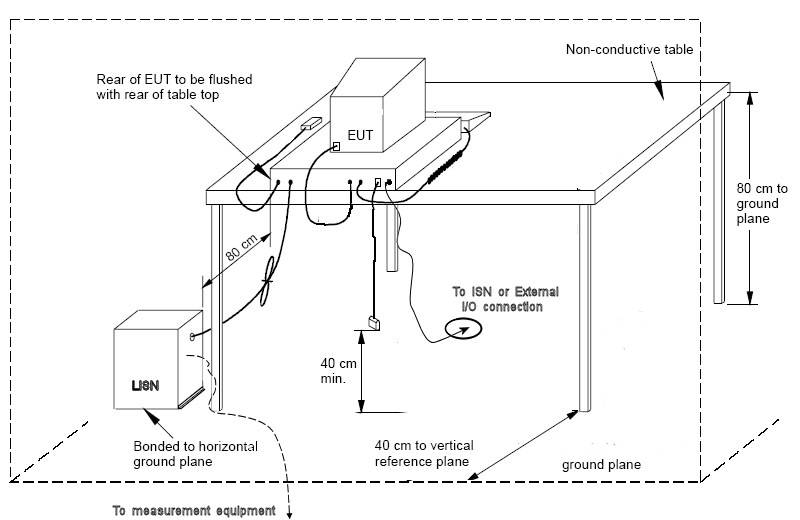 Non-conductive table
Rear of EUT to be flushed
with rear of table top
EUT
80 cm to
ground
plane
80 cm
To ISN or External
I/O connection
LISN
40 cm
min.
Bonded to horizontal
ground plane
40 cm to vertical
reference plane
ground plane
To measurement equipment